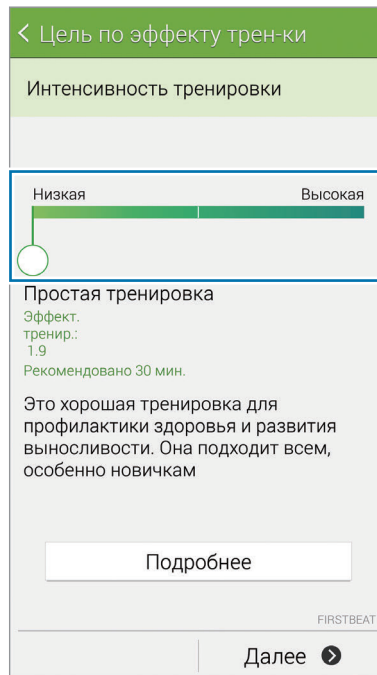 Цель по эффекту трен-ки
Интенсивность тренировки
Низкая Высокая
Простая тренировка
Эффект.
тренир.:
1.9
Рекомендовано 30 мин.
Это хорошая тренировка для
профилактики здоровья и развития
выносливости. Она подходит всем,
особенно новичкам
Подробнее
FIRSTBEAT
Далее